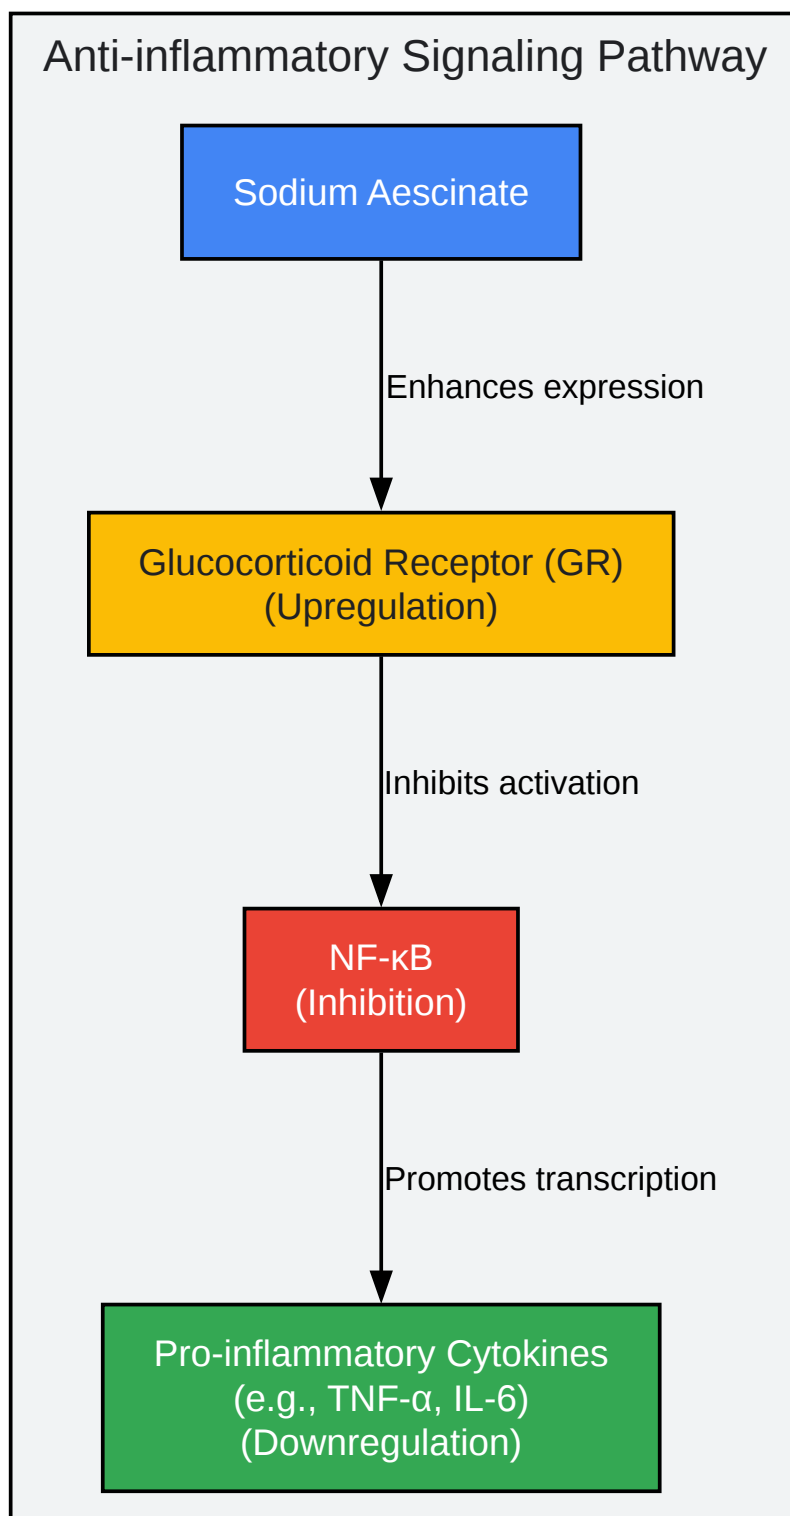 Anti-inflammatory Signaling Pathway
Sodium Aescinate
Enhances expression
Glucocorticoid Receptor (GR)
(Upregulation)
Inhibits activation
NF-κB
(Inhibition)
Promotes transcription
Pro-inflammatory Cytokines
(e.g., TNF-α, IL-6)
(Downregulation)